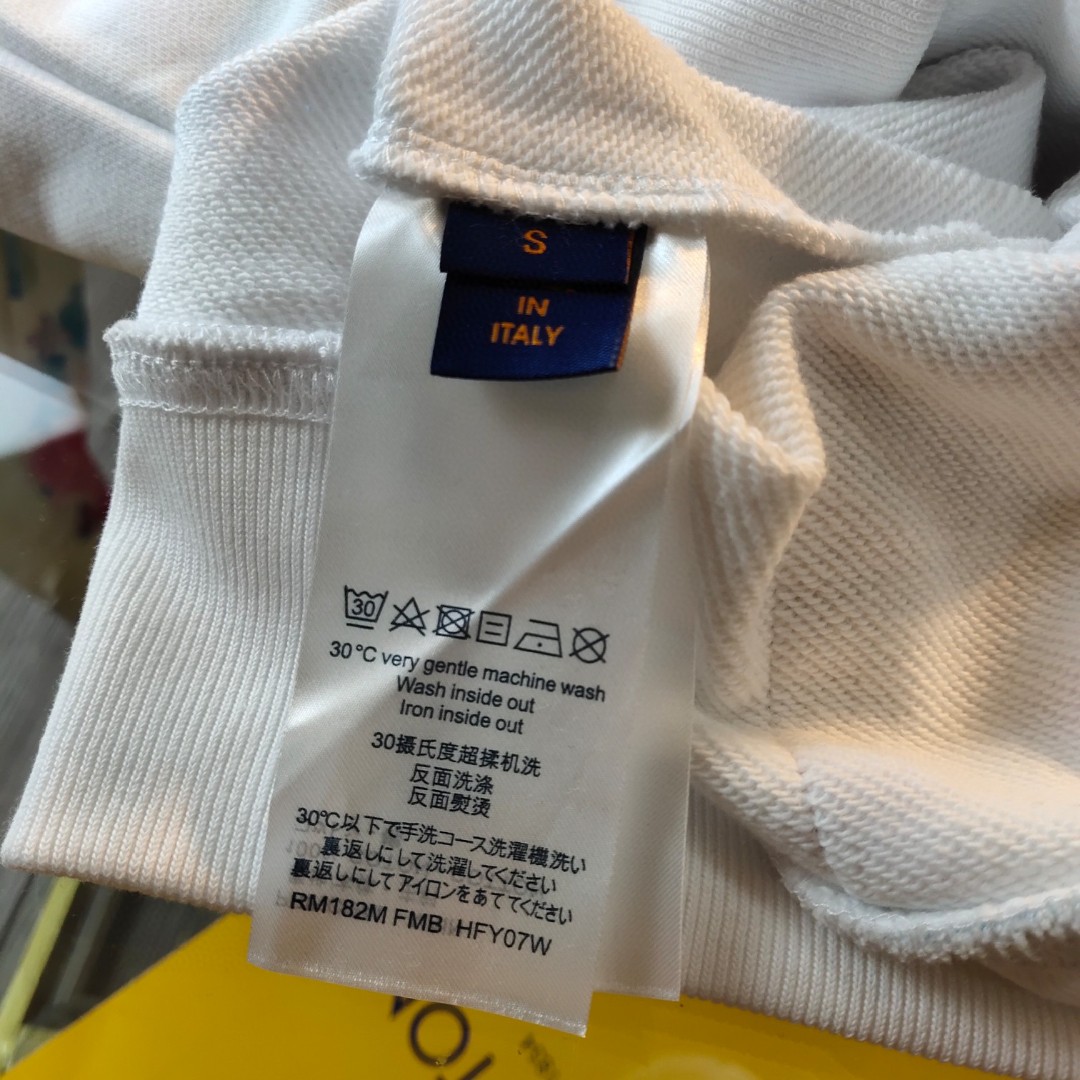 S
IN
ITALY
30
30°C very gentle machine wash
Wash inside out
Iron inside out
30摄氏度超揉机洗
反面洗涤
反面熨烫
30℃以下で手洗コース洗濯機洗い
裏返しにして洗濯してください
裏返しにしてアイロンをあててください
RM182M FMB HFY07W